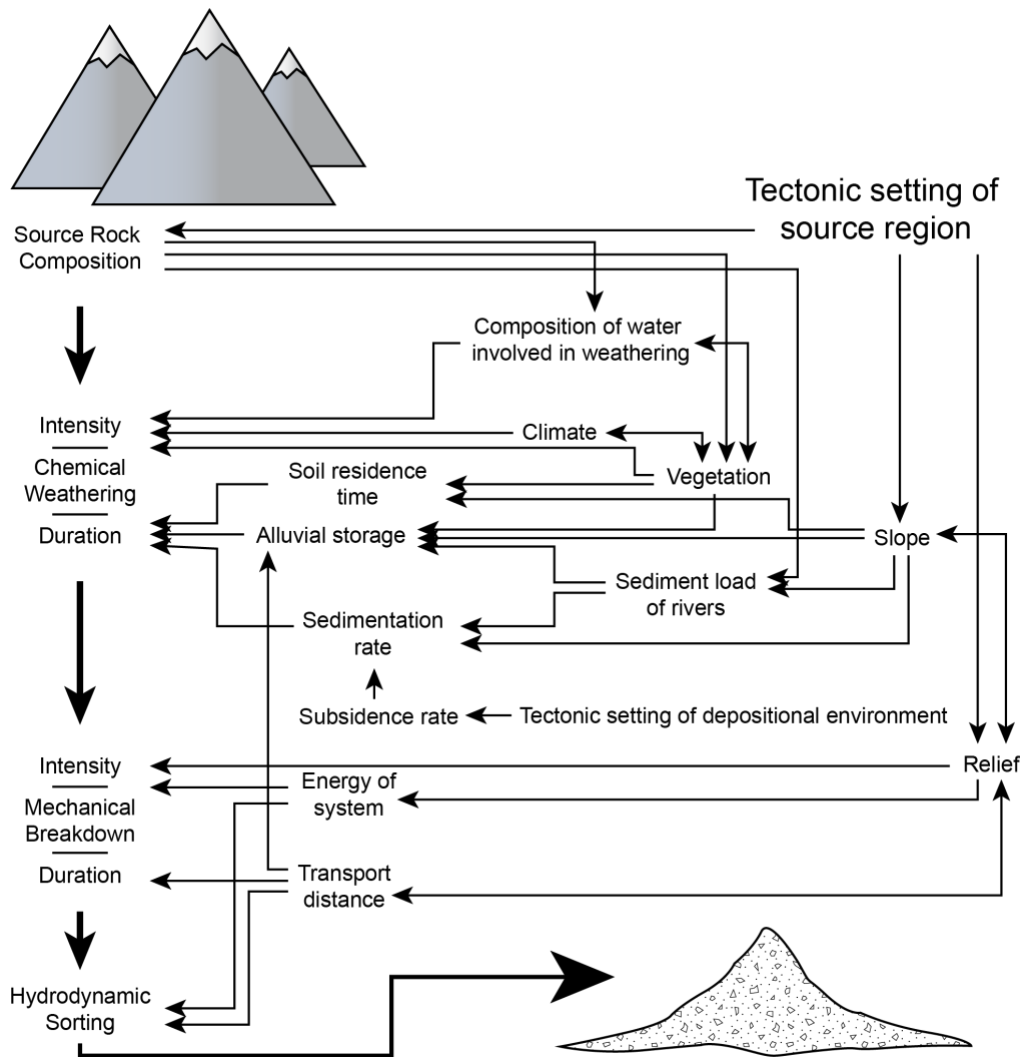 Tectonic setting of
source region
Source Rock
Composition
Composition of water
involved in weathering
Intensity
Climate
Chemical
Weathering
Soil residence
time
Vegetation
Duration
Alluvial storage
Slope
Sediment load
of rivers
Sedimentation
rate
Subsidence rate
Tectonic setting of depositional environment
Intensity
Relief
Energy of
system
Mechanical
Breakdown
Duration
Transport
distance
Hydrodynamic
Sorting